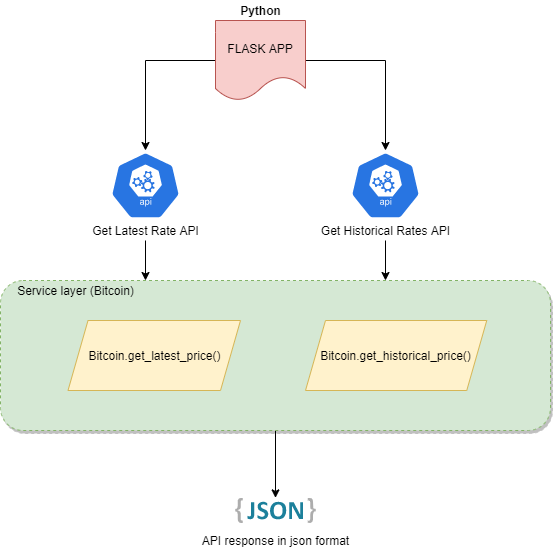 Python
FLASK APP
api
api
Get Latest Rate API
Get Historical Rates API
Service layer (Bitcoin)
Bitcoin.get_latest_price()
Bitcoin.get_historical_price()
{JSON}
API response in json format